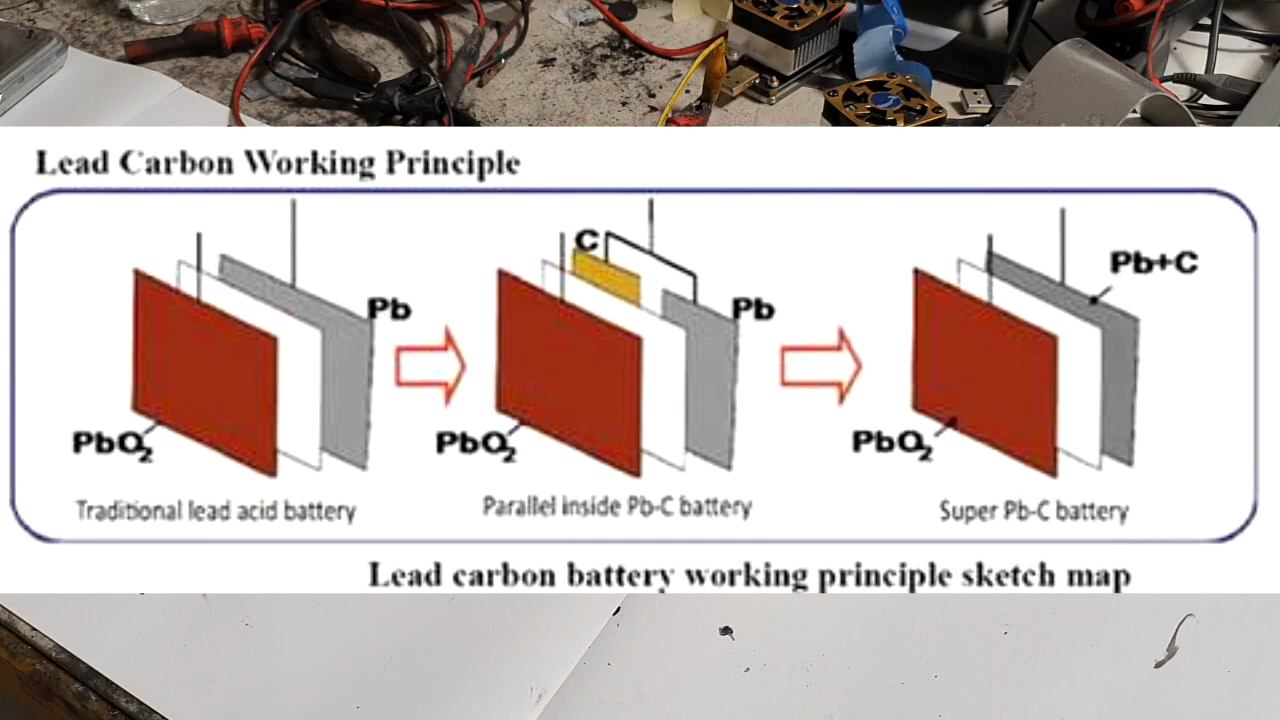 Lead Carbon Working Principle
C
Pb
Pb
Pb+C
PbO2
PbO2
PbO2
Traditional lead acid battery
Parallel inside Pb-C battery
Super Pb-C battery
Lead carbon battery working principle sketch map